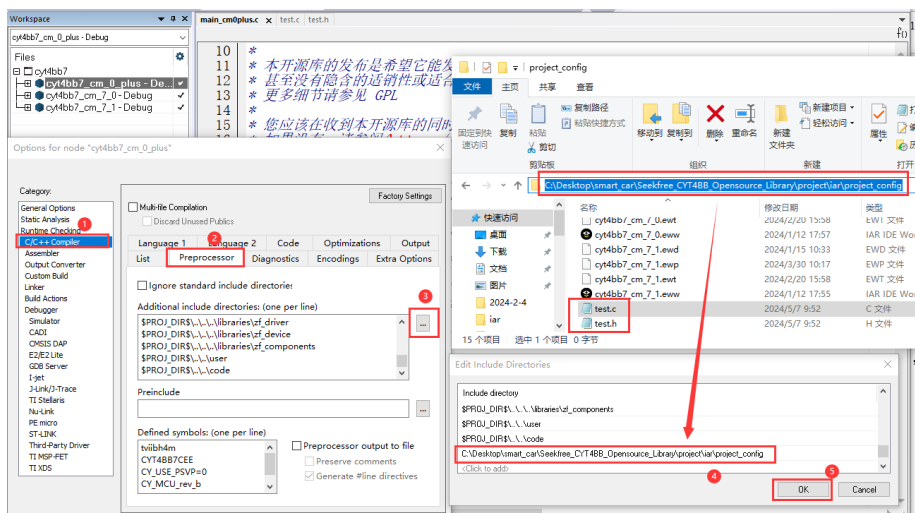 Workspace
cyt4bb7_cm_0_plus - Debug
Files
cyt4bb7
cyt4bb7_cm_0_plus - De...
cyt4bb7_cm_7_0 - Debug
cyt4bb7_cm_7_1 - Debug
main_cm0plus.c x test.c test.h
f()
10 *
11 * 本开源库的发布是希望它能发
12 * 甚至没有隐含的适销性或适合
13 * 更多细节请参见 GPL
14 *
15 * 您应该在收到本开源库的同时
Options for node "cyt4bb7_cm_0_plus"
Category:
General Options
Static Analysis
Runtime Checking
C/C++ Compiler
Assembler
Output Converter
Custom Build
Linker
Build Actions
Debugger
Simulator
CADI
CMSIS DAP
E2/E2 Lite
GDB Server
I-jet
J-Link/J-Trace
TI Stellaris
Nu-Link
PE micro
ST-LINK
Third-Party Driver
TI MSP-FET
TI XDS
1
Factory Settings
Multi-file Compilation
Discard Unused Publics
2
Language 1 Language 2 Code Optimizations Output
List Preprocessor Diagnostics Encodings Extra Options
Ignore standard include directories
3
Additional include directories: (one per line)
$PROJ_DIR$\..\..\..\libraries\zf_driver
$PROJ_DIR$\..\..\..\libraries\zf_device
$PROJ_DIR$\..\..\..\libraries\zf_components
$PROJ_DIR$\..\..\user
$PROJ_DIR$\..\..\code
...
Preinclude
...
Defined symbols: (one per line)
tviibh4m
CYT4BB7CEE
CY_USE_PSVP=0
CY_MCU_rev_b
Preprocessor output to file
Preserve comments
Generate #line directives
project_config
文件 主页 共享 查看
固定到快速访问
复制
粘贴
复制路径
粘贴快捷方式
剪切
剪贴板
移动到
复制到
删除
重命名
组织
新建文件夹
新建项目
轻松访问
新建
属性
打开
C:\Desktop\smart_car\Seekfree_CYT4BB_Opensource_Library\project\iar\project_config
快速访问
桌面
下载
文档
图片
2024-2-4
iar
名称 修改日期 类型
cyt4bb7_cm_7_0.ewt 2024/2/20 15:58 EWT 文件
cyt4bb7_cm_7_0.eww 2024/1/12 17:57 IAR IDE Wo
cyt4bb7_cm_7_1.ewd 2024/1/15 10:33 EWD 文件
cyt4bb7_cm_7_1.ewp 2024/3/30 10:17 EWP 文件
cyt4bb7_cm_7_1.ewt 2024/2/20 15:58 EWT 文件
cyt4bb7_cm_7_1.eww 2024/1/12 17:55 IAR IDE Wo
test.c 2024/5/7 9:52 C 文件
test.h 2024/5/7 9:52 H 文件
15 个项目 选中 1 个项目 0 字节
Edit Include Directories
Include directory
$PROJ_DIR$\..\..\..\libraries\zf_components
$PROJ_DIR$\..\..\user
$PROJ_DIR$\..\..\code
C:\Desktop\smart_car\Seekfree_CYT4BB_Opensource_Library\project\iar\project_config
<Click to add>
4
5
OK
Cancel